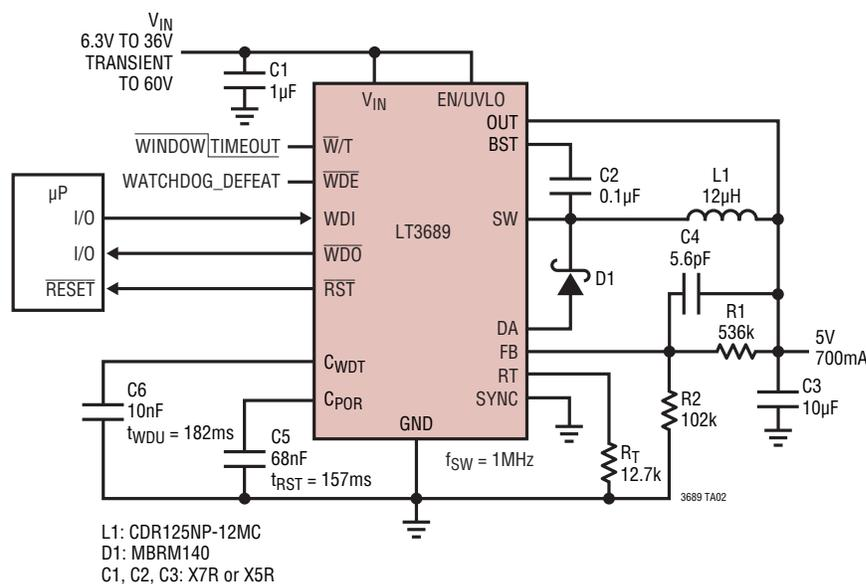 VIN
6.3V TO 36V
TRANSIENT
TO 60V
C1
1µF
VIN
EN/UVLO
OUT
BST
WINDOW TIMEOUT
W/T
WATCHDOG_DEFEAT
WDE
C2
0.1µF
L1
12µH
µP
I/O
WDI
LT3689
SW
I/O
WDO
C4
5.6pF
RESET
RST
D1
DA
R1
536k
FB
5V
700mA
RT
CWDT
SYNC
C6
10nF
tWDU = 182ms
CPOR
GND
R2
102k
C3
10µF
C5
68nF
tRST = 157ms
fSW = 1MHz
RT
12.7k
3689 TA02
L1: CDR125NP-12MC
D1: MBRM140
C1, C2, C3: X7R or X5R